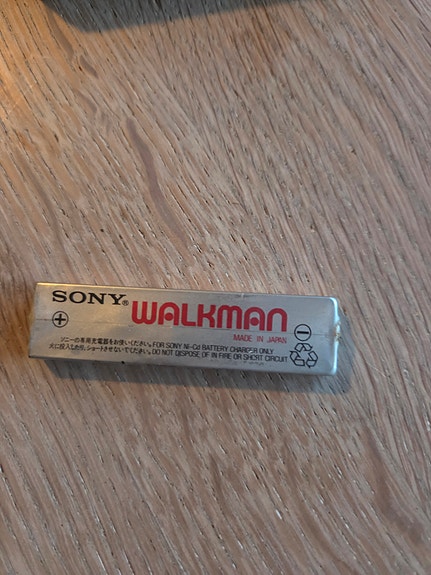 SONY® WALKMAN
⊕ ⊖
MADE IN JAPAN
ソニーの専用充電器をお使いください。FOR SONY Ni-Cd BATTERY CHARGER ONLY
火に投入したり、ショートさせないでください。DO NOT DISPOSE OF IN FIRE OR SHORT CIRCUIT